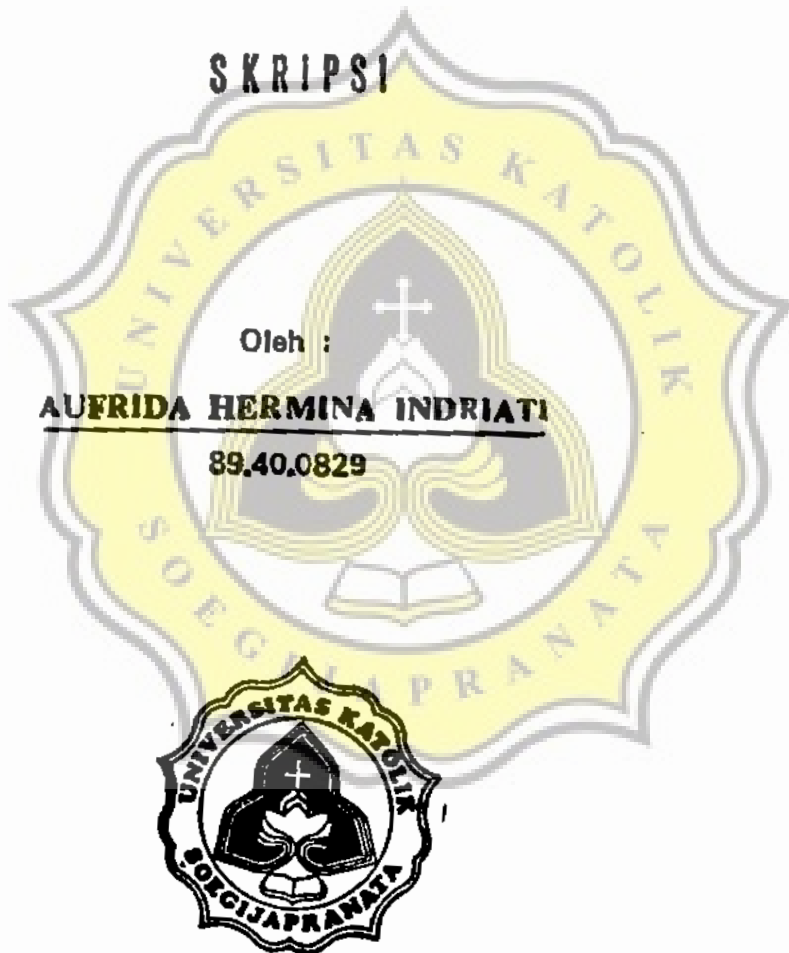 SKRIPSI
UNIVERSITAS KATOLIK
SOEGIJAPRANATA
Oleh :
AUFRIDA HERMINA INDRIATI
89.40.0829
UNIVERSITAS KATOLIK
SOEGIJAPRANATA